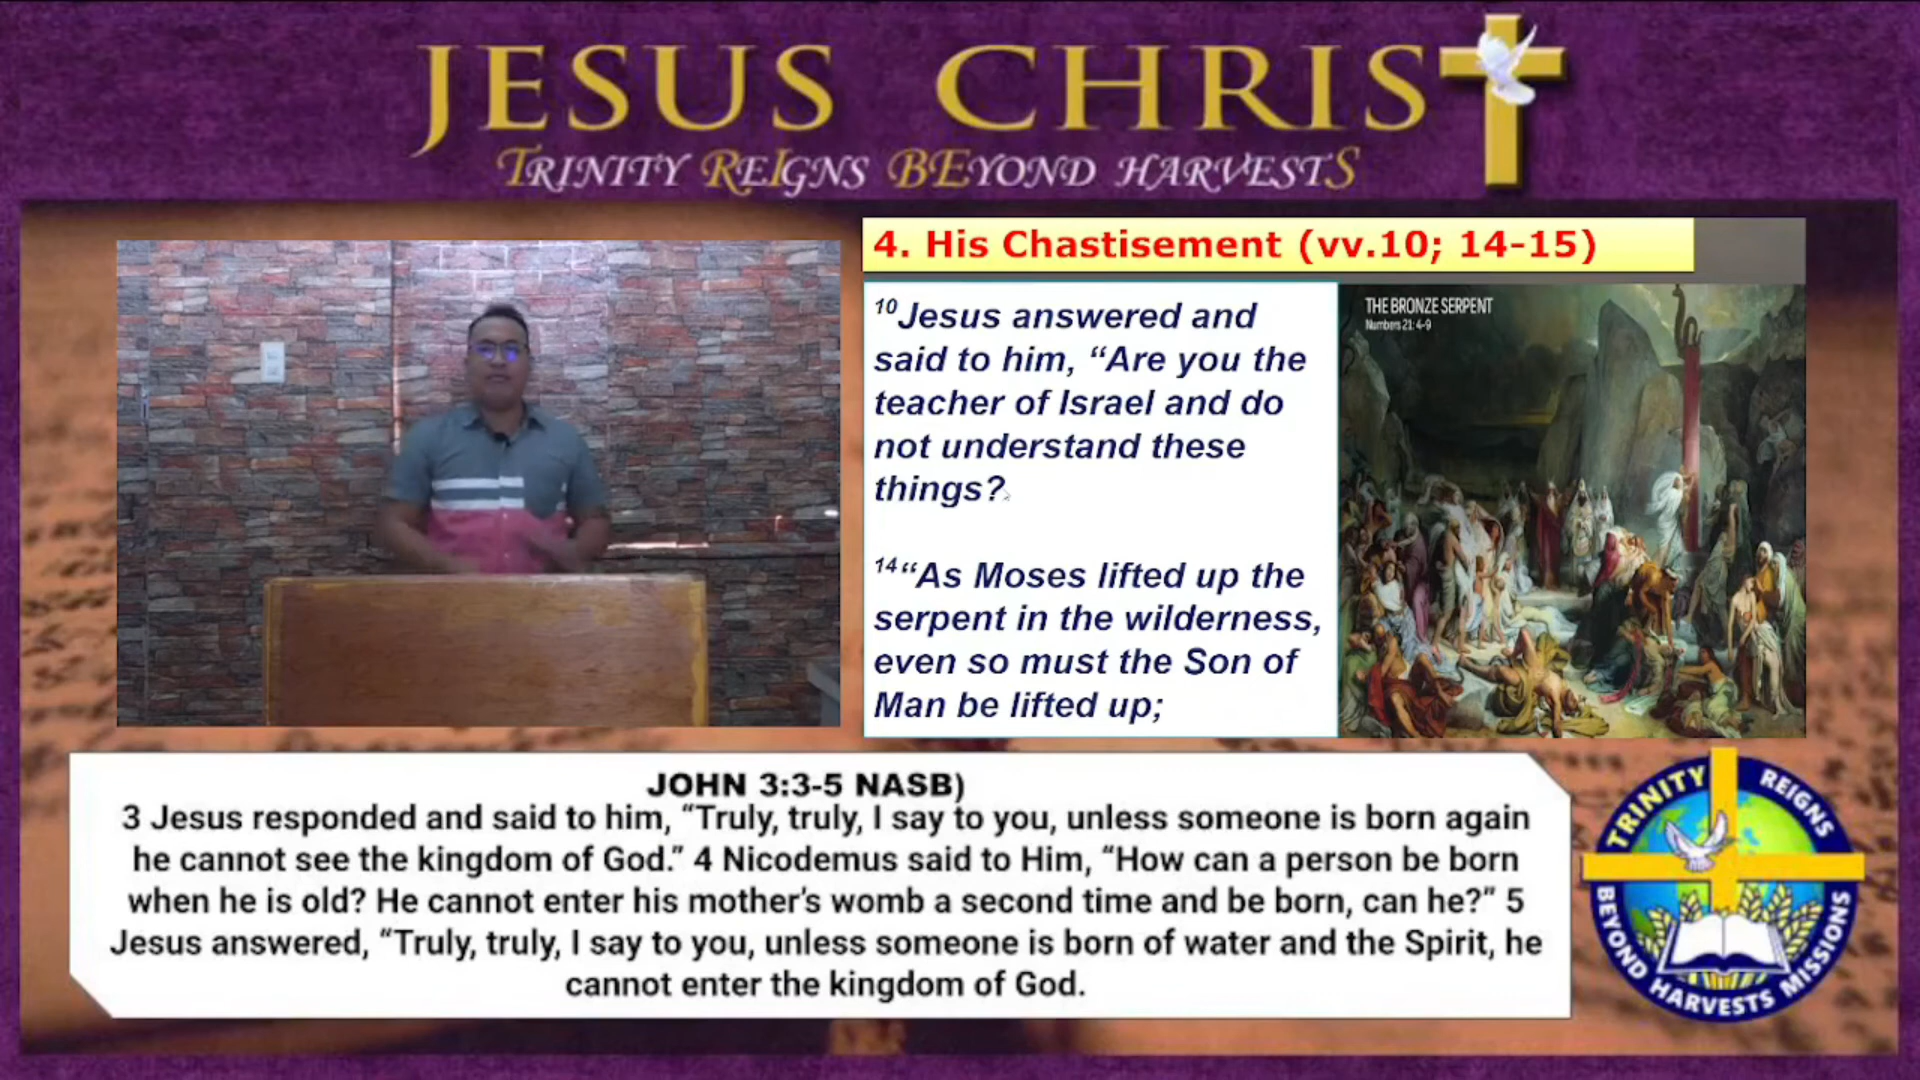 JESUS CHRIST
TRINITY REIGNS BEYOND HARVESTS
4. His Chastisement (vv.10; 14-15)
10Jesus answered and
said to him, “Are you the
teacher of Israel and do
not understand these
things?
14“As Moses lifted up the
serpent in the wilderness,
even so must the Son of
Man be lifted up;
THE BRONZE SERPENT
Numbers 21: 4-9
JOHN 3:3-5 NASB)
3 Jesus responded and said to him, “Truly, truly, I say to you, unless someone is born again
he cannot see the kingdom of God.” 4 Nicodemus said to Him, “How can a person be born
when he is old? He cannot enter his mother’s womb a second time and be born, can he?” 5
Jesus answered, “Truly, truly, I say to you, unless someone is born of water and the Spirit, he
cannot enter the kingdom of God.
TRINITY REIGNS
BEYOND HARVESTS MISSIONS